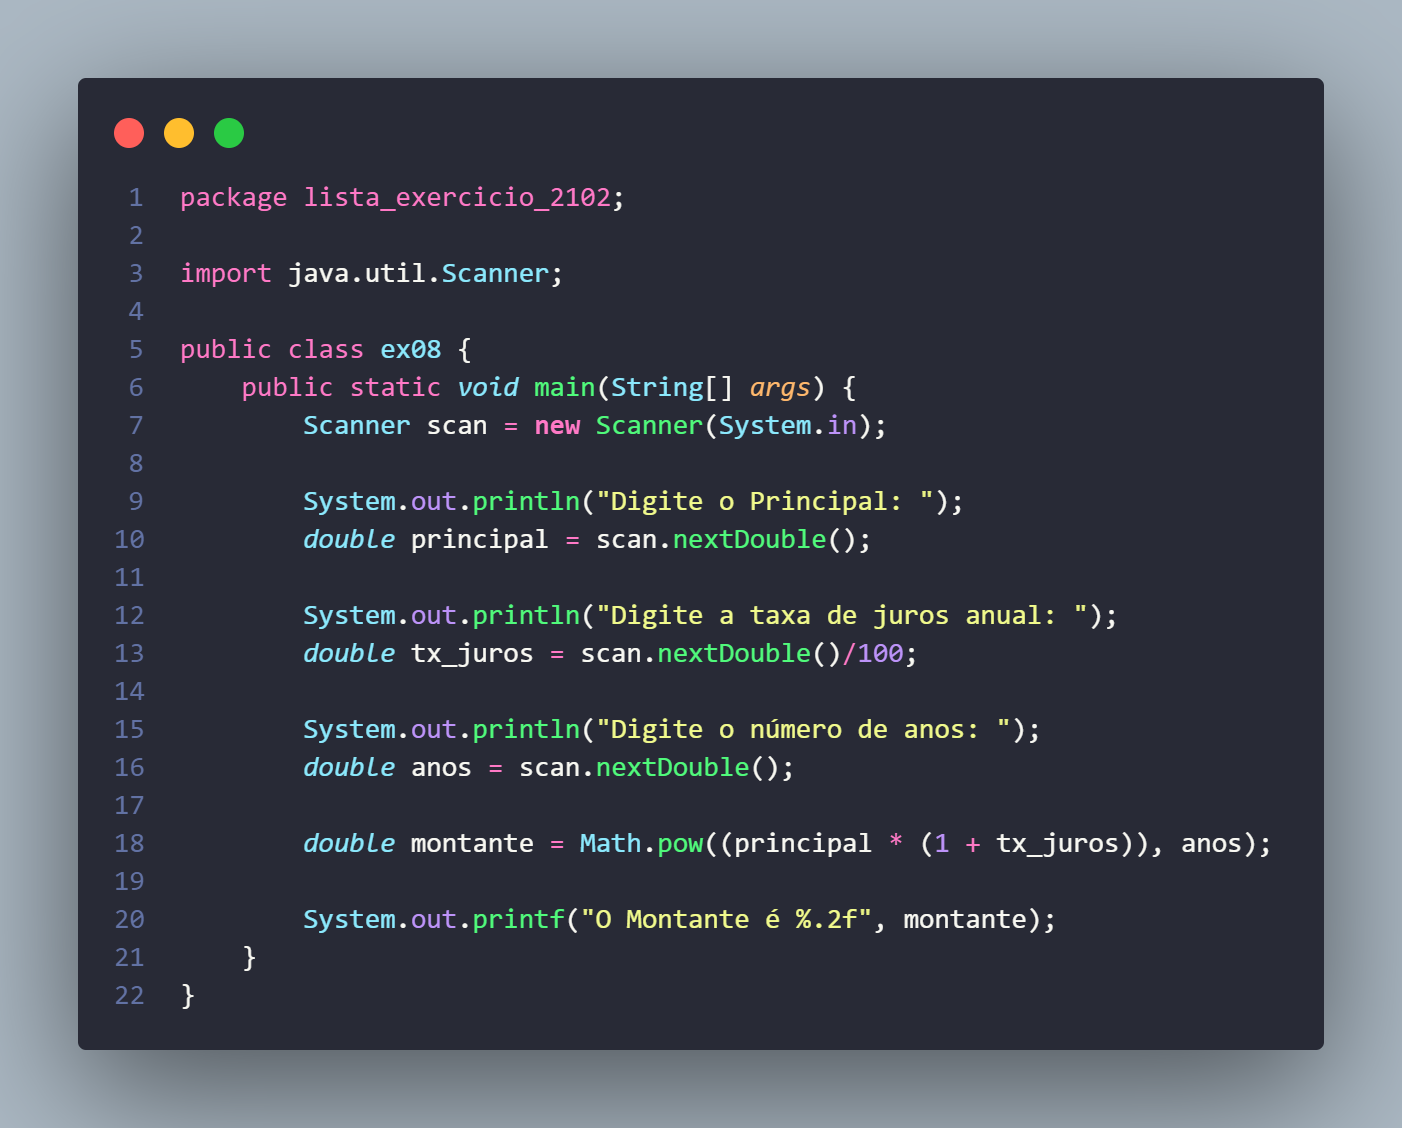 1 package lista_exercicio_2102;
2
3 import java.util.Scanner;
4
5 public class ex08 {
6     public static void main(String[] args) {
7         Scanner scan = new Scanner(System.in);
8
9         System.out.println("Digite o Principal: ");
10         double principal = scan.nextDouble();
11
12         System.out.println("Digite a taxa de juros anual: ");
13         double tx_juros = scan.nextDouble()/100;
14
15         System.out.println("Digite o número de anos: ");
16         double anos = scan.nextDouble();
17
18         double montante = Math.pow((principal * (1 + tx_juros)), anos);
19
20         System.out.printf("O Montante é %.2f", montante);
21     }
22 }